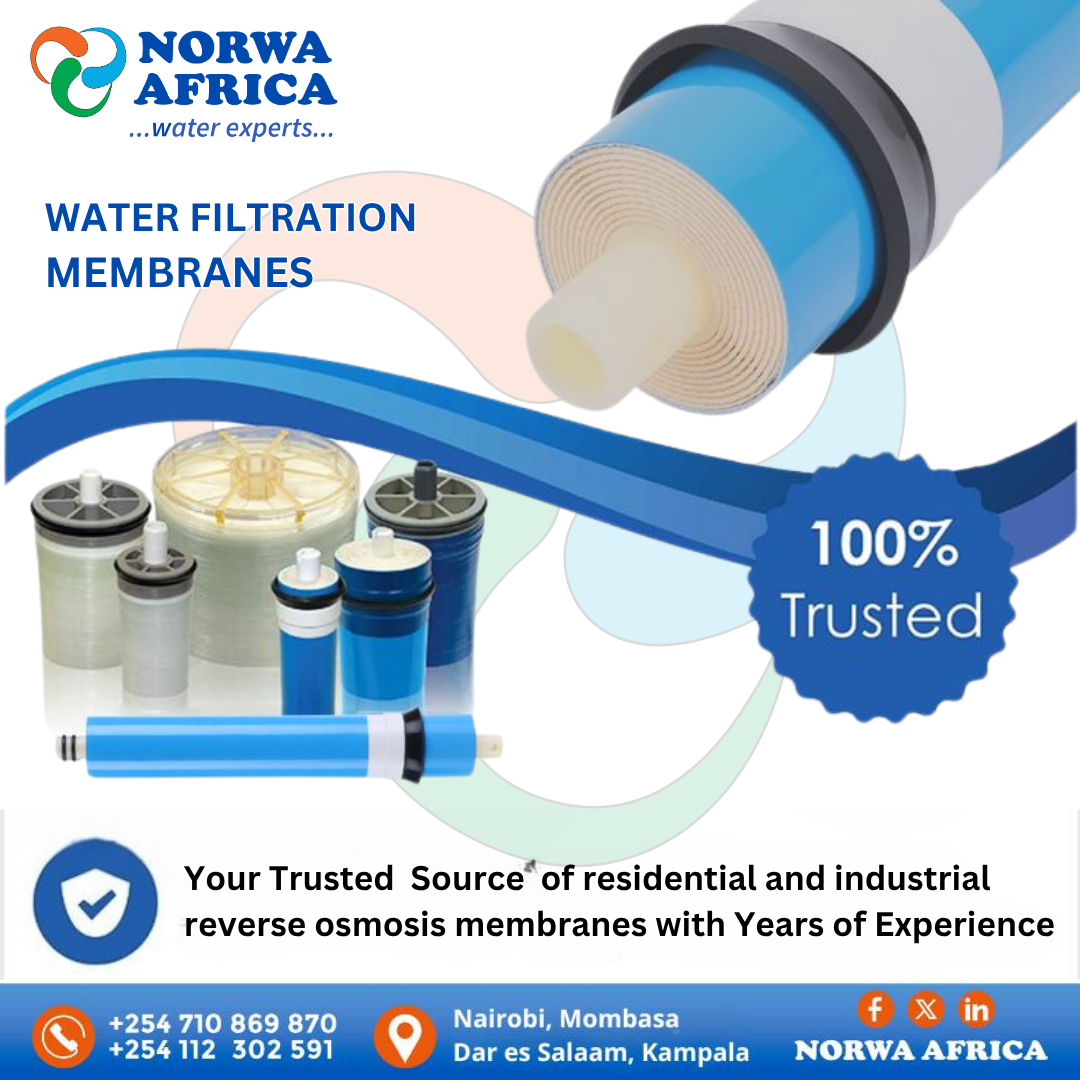 NORWA
AFRICA
...water experts...
WATER FILTRATION
MEMBRANES
100%
Trusted
Your Trusted  Source  of residential and industrial
reverse osmosis membranes with Years of Experience
+254 710 869 870
+254 112  302 591
Nairobi, Mombasa
Dar es Salaam, Kampala
NORWA AFRICA